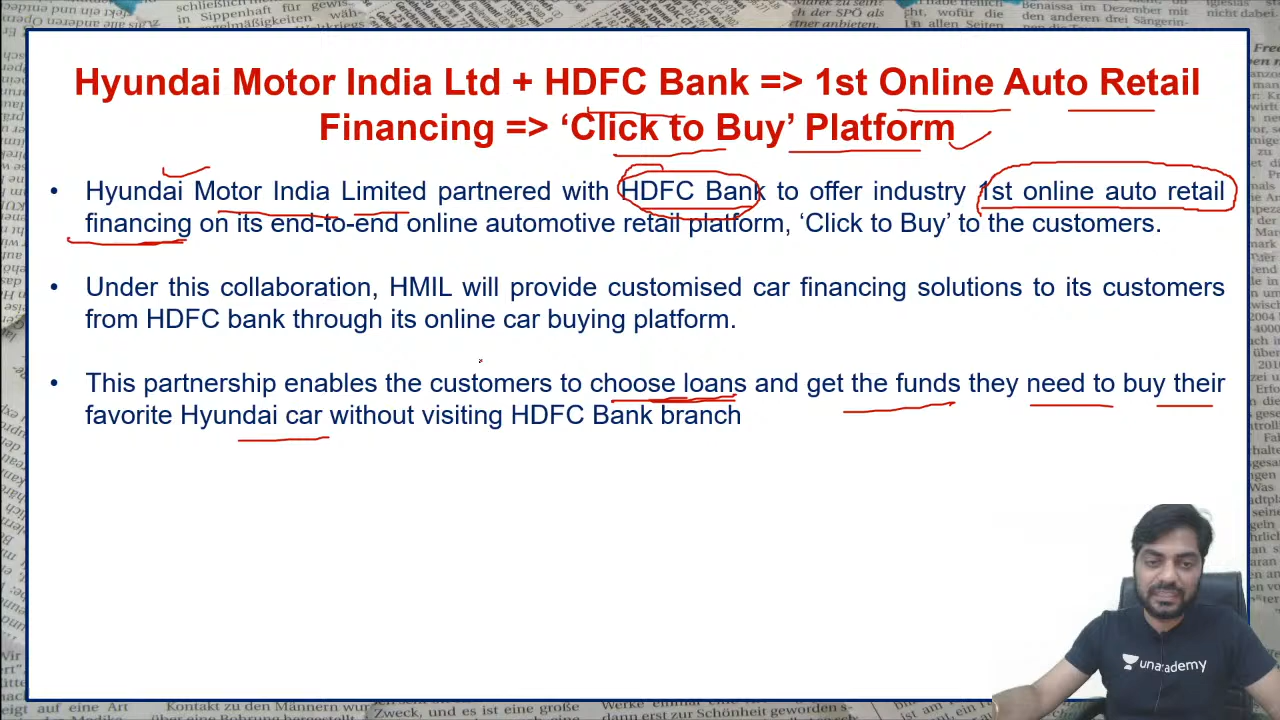 Hyundai Motor India Ltd + HDFC Bank => 1st Online Auto Retail
Financing => ‘Click to Buy’ Platform
• Hyundai Motor India Limited partnered with HDFC Bank to offer industry 1st online auto retail
financing on its end-to-end online automotive retail platform, ‘Click to Buy’ to the customers.
• Under this collaboration, HMIL will provide customised car financing solutions to its customers
from HDFC bank through its online car buying platform.
• This partnership enables the customers to choose loans and get the funds they need to buy their
favorite Hyundai car without visiting HDFC Bank branch
unacademy